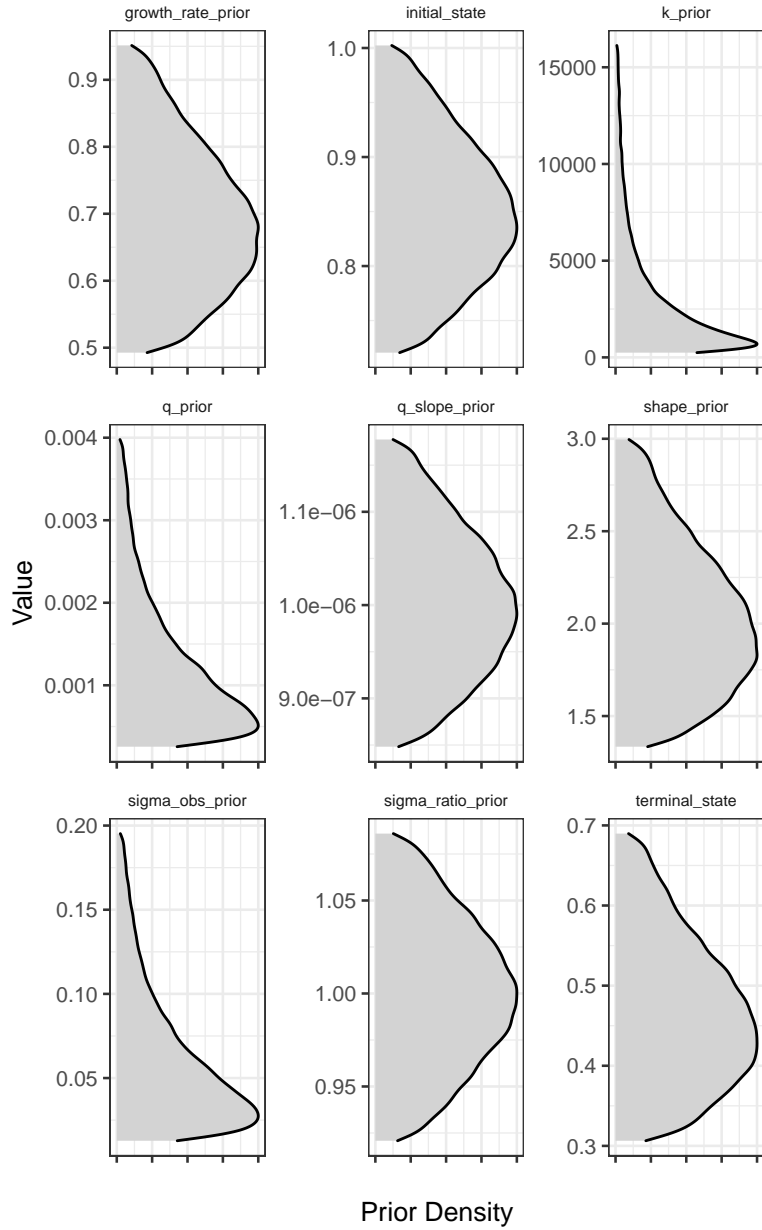 growth_rate_prior
initial_state
k_prior
0.9
0.8
0.7
0.6
0.5
1.0
0.9
0.8
15000
10000
5000
0
q_prior
q_slope_prior
shape_prior
0.004
0.003
0.002
0.001
1.1e-06
1.0e-06
9.0e-07
3.0
2.5
2.0
1.5
sigma_obs_prior
sigma_ratio_prior
terminal_state
0.20
0.15
0.10
0.05
1.05
1.00
0.95
0.7
0.6
0.5
0.4
0.3
Value
Prior Density